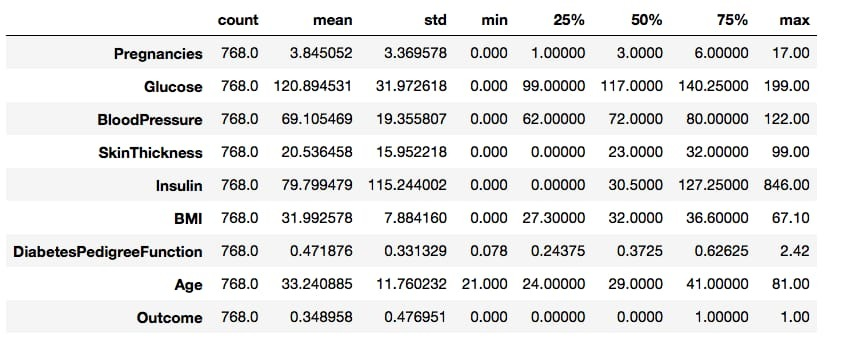 count mean std min 25% 50% 75% max
Pregnancies 768.0 3.845052 3.369578 0.000 1.00000 3.0000 6.00000 17.00
Glucose 768.0 120.894531 31.972618 0.000 99.00000 117.0000 140.25000 199.00
BloodPressure 768.0 69.105469 19.355807 0.000 62.00000 72.0000 80.00000 122.00
SkinThickness 768.0 20.536458 15.952218 0.000 0.00000 23.0000 32.00000 99.00
Insulin 768.0 79.799479 115.244002 0.000 0.00000 30.5000 127.25000 846.00
BMI 768.0 31.992578 7.884160 0.000 27.30000 32.0000 36.60000 67.10
DiabetesPedigreeFunction 768.0 0.471876 0.331329 0.078 0.24375 0.3725 0.62625 2.42
Age 768.0 33.240885 11.760232 21.000 24.00000 29.0000 41.00000 81.00
Outcome 768.0 0.348958 0.476951 0.000 0.00000 0.0000 1.00000 1.00